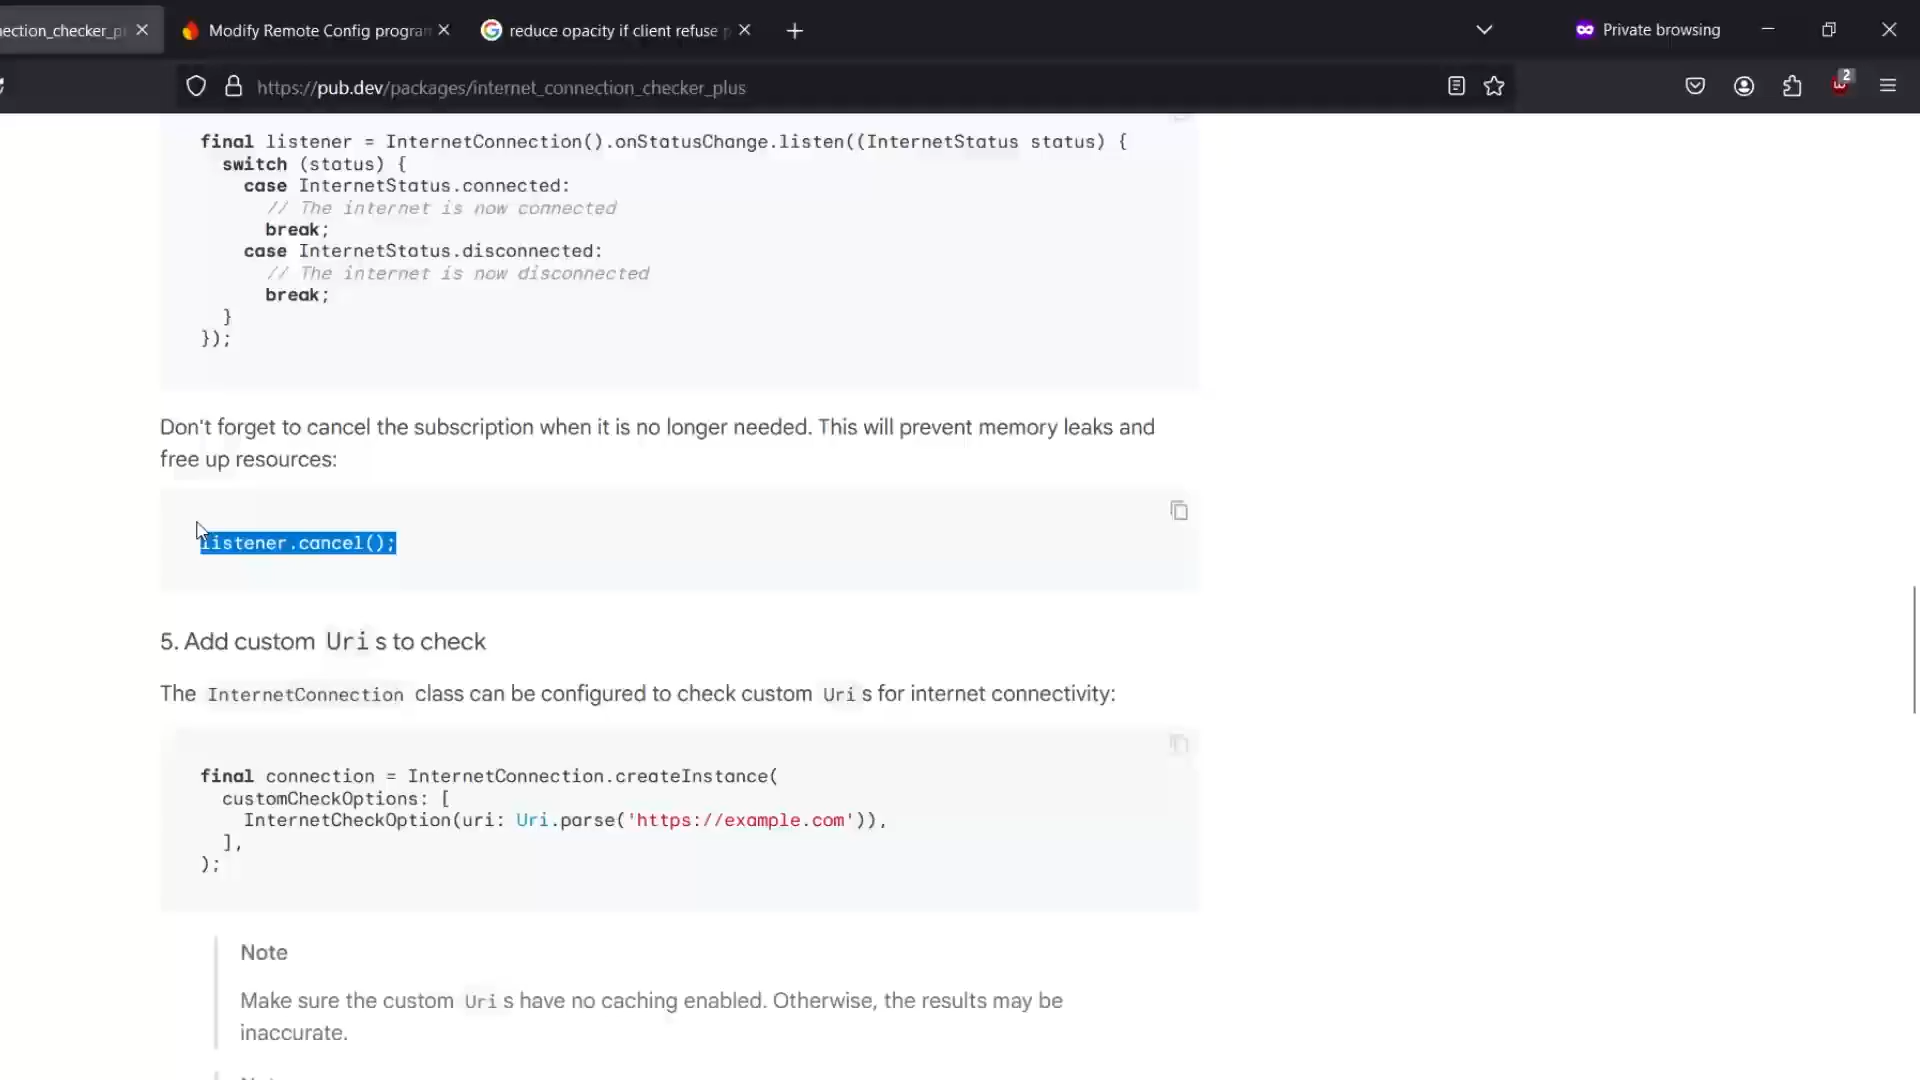 ection_checker_p
Modify Remote Config program
reduce opacity if client refuse p
Private browsing
https://pub.dev/packages/internet_connection_checker_plus
2
final listener = InternetConnection().onStatusChange.listen((InternetStatus status) {
switch (status) {
case InternetStatus.connected:
// The internet is now connected
break;
case InternetStatus.disconnected:
// The internet is now disconnected
break;
}
});
Don't forget to cancel the subscription when it is no longer needed. This will prevent memory leaks and
free up resources:
listener.cancel();
5. Add custom Uris to check
The InternetConnection class can be configured to check custom Uris for internet connectivity:
final connection = InternetConnection.createInstance(
customCheckOptions: [
InternetCheckOption(uri: Uri.parse('https://example.com')),
],
);
Note
Make sure the custom Uris have no caching enabled. Otherwise, the results may be
inaccurate.